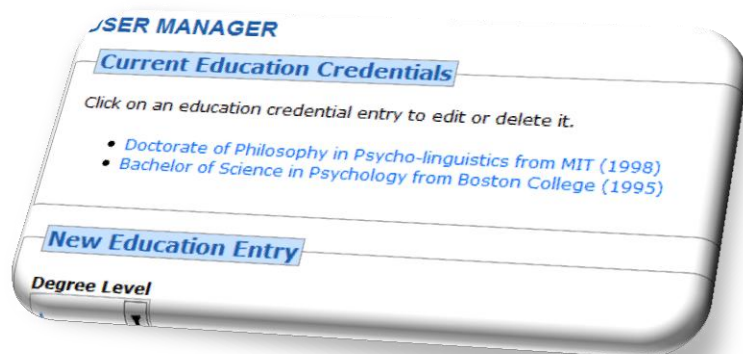 USER MANAGER
Current Education Credentials
Click on an education credential entry to edit or delete it.
• Doctorate of Philosophy in Psycho-linguistics from MIT (1998)
• Bachelor of Science in Psychology from Boston College (1995)
New Education Entry
Degree Level